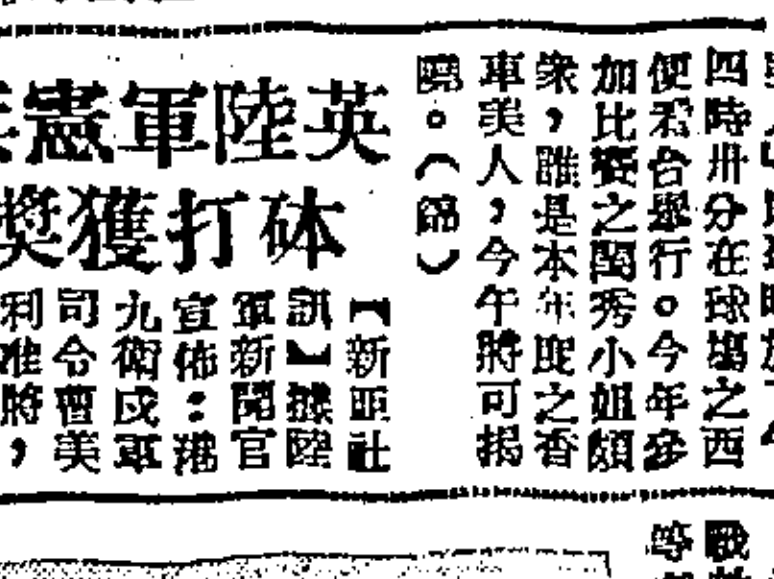 四時卅分在球場之西
便君台舉行。今年參
加比賽之閨秀小姐頗
衆，誰是本年度之香
車美人，今午將可揭
曉。（錦）
英陸軍憲
砵打獲獎
【新亞社
訊】據陸
軍新聞官
宣佈：港
九衛戍軍
司令曹美
利准將，